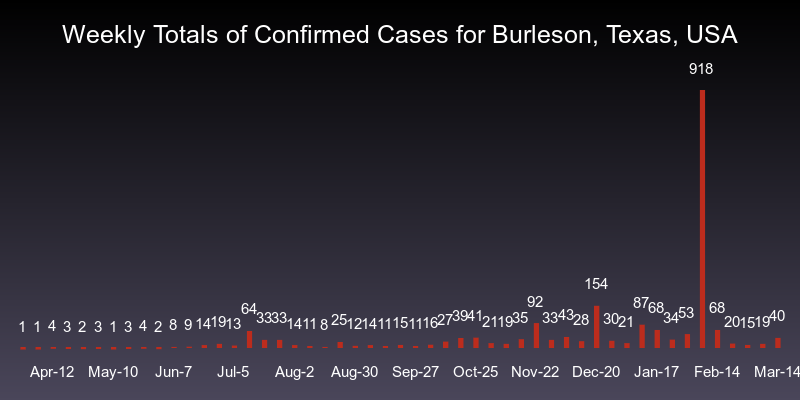 Weekly Totals of Confirmed Cases for Burleson, Texas, USA
918
1 1 4 3 2 3 1 3 4 2 8 9 14 19 13 64 33 33 14 11 8 25 12 14 11 15 11 16 27 39 41 21 19 35 92 33 43 28 154 30 21 87 68 34 53 68 20 15 19 40
Apr-12 May-10 Jun-7 Jul-5 Aug-2 Aug-30 Sep-27 Oct-25 Nov-22 Dec-20 Jan-17 Feb-14 Mar-14